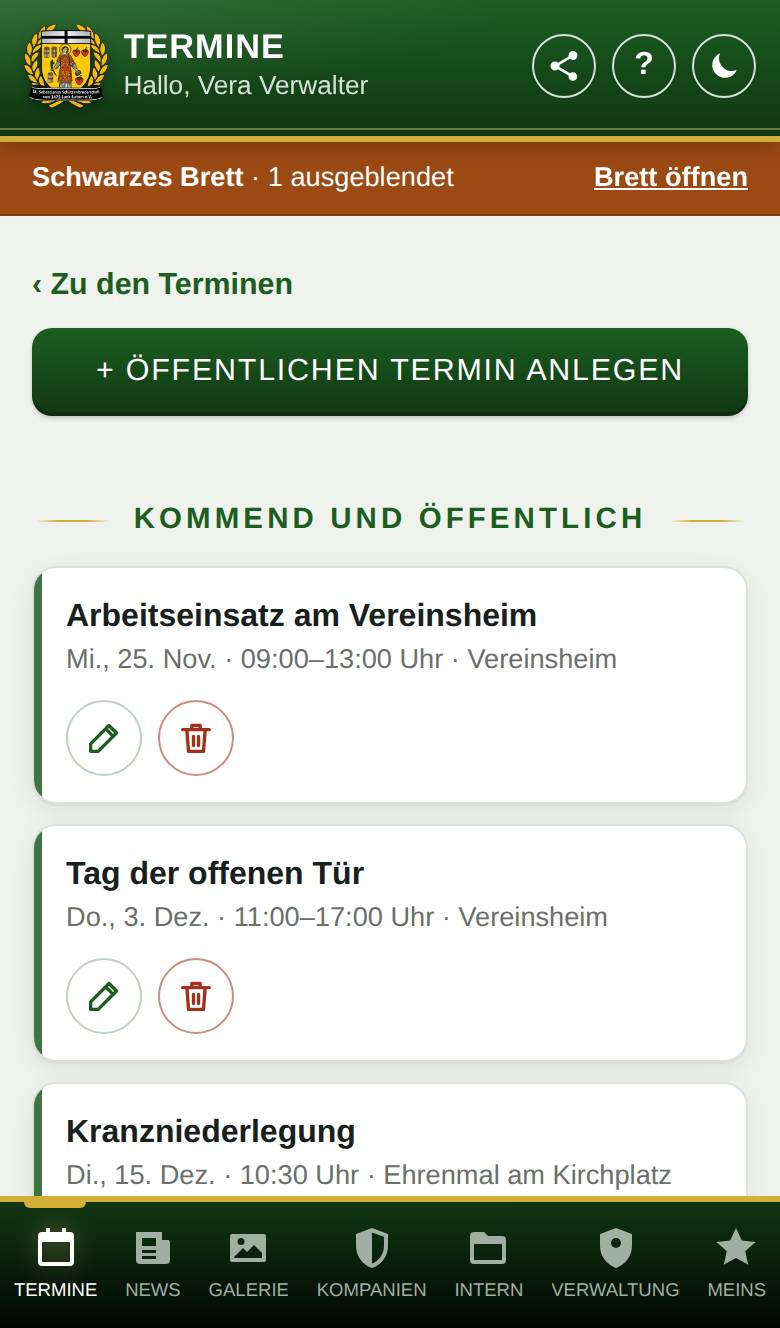 TERMINE
Hallo, Vera Verwalter
?
Schwarzes Brett · 1 ausgeblendet
Brett öffnen
‹ Zu den Terminen
+ ÖFFENTLICHEN TERMIN ANLEGEN
KOMMEND UND ÖFFENTLICH
Arbeitseinsatz am Vereinsheim
Mi., 25. Nov. · 09:00–13:00 Uhr · Vereinsheim
Tag der offenen Tür
Do., 3. Dez. · 11:00–17:00 Uhr · Vereinsheim
Kranzniederlegung
Di., 15. Dez. · 10:30 Uhr · Ehrenmal am Kirchplatz
TERMINE
NEWS
GALERIE
KOMPANIEN
INTERN
VERWALTUNG
MEINS